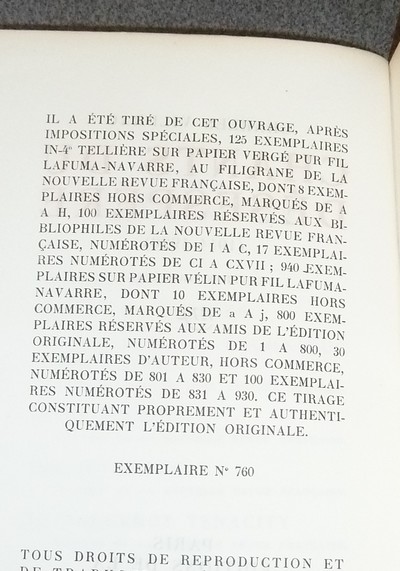 IL A ÉTÉ TIRÉ DE CET OUVRAGE, APRÈS
IMPOSITIONS SPÉCIALES, 125 EXEMPLAIRES
IN-4º TELLIÈRE SUR PAPIER VERGÉ PUR FIL
LAFUMA-NAVARRE, AU FILIGRANE DE LA
NOUVELLE REVUE FRANÇAISE, DONT 8 EXEM-
PLAIRES HORS COMMERCE, MARQUÉS DE A
A H, 100 EXEMPLAIRES RÉSERVÉS AUX BI-
BLIOPHILES DE LA NOUVELLE REVUE FRAN-
ÇAISE, NUMÉROTÉS DE I A C, 17 EXEMPLAI-
RES NUMÉROTÉS DE CI A CXVII ; 940 EXEM-
PLAIRES SUR PAPIER VÉLIN PUR FIL LAFUMA-
NAVARRE, DONT 10 EXEMPLAIRES HORS
COMMERCE, MARQUÉS DE a A j, 800 EXEM-
PLAIRES RÉSERVÉS AUX AMIS DE L'ÉDITION
ORIGINALE, NUMÉROTÉS DE 1 A 800, 30
EXEMPLAIRES D'AUTEUR, HORS COMMERCE,
NUMÉROTÉS DE 801 A 830 ET 100 EXEMPLAI-
RES NUMÉROTÉS DE 831 A 930. CE TIRAGE
CONSTITUANT PROPREMENT ET AUTHENTI-
QUEMENT L'ÉDITION ORIGINALE.
EXEMPLAIRE Nº 760
TOUS DROITS DE REPRODUCTION ET